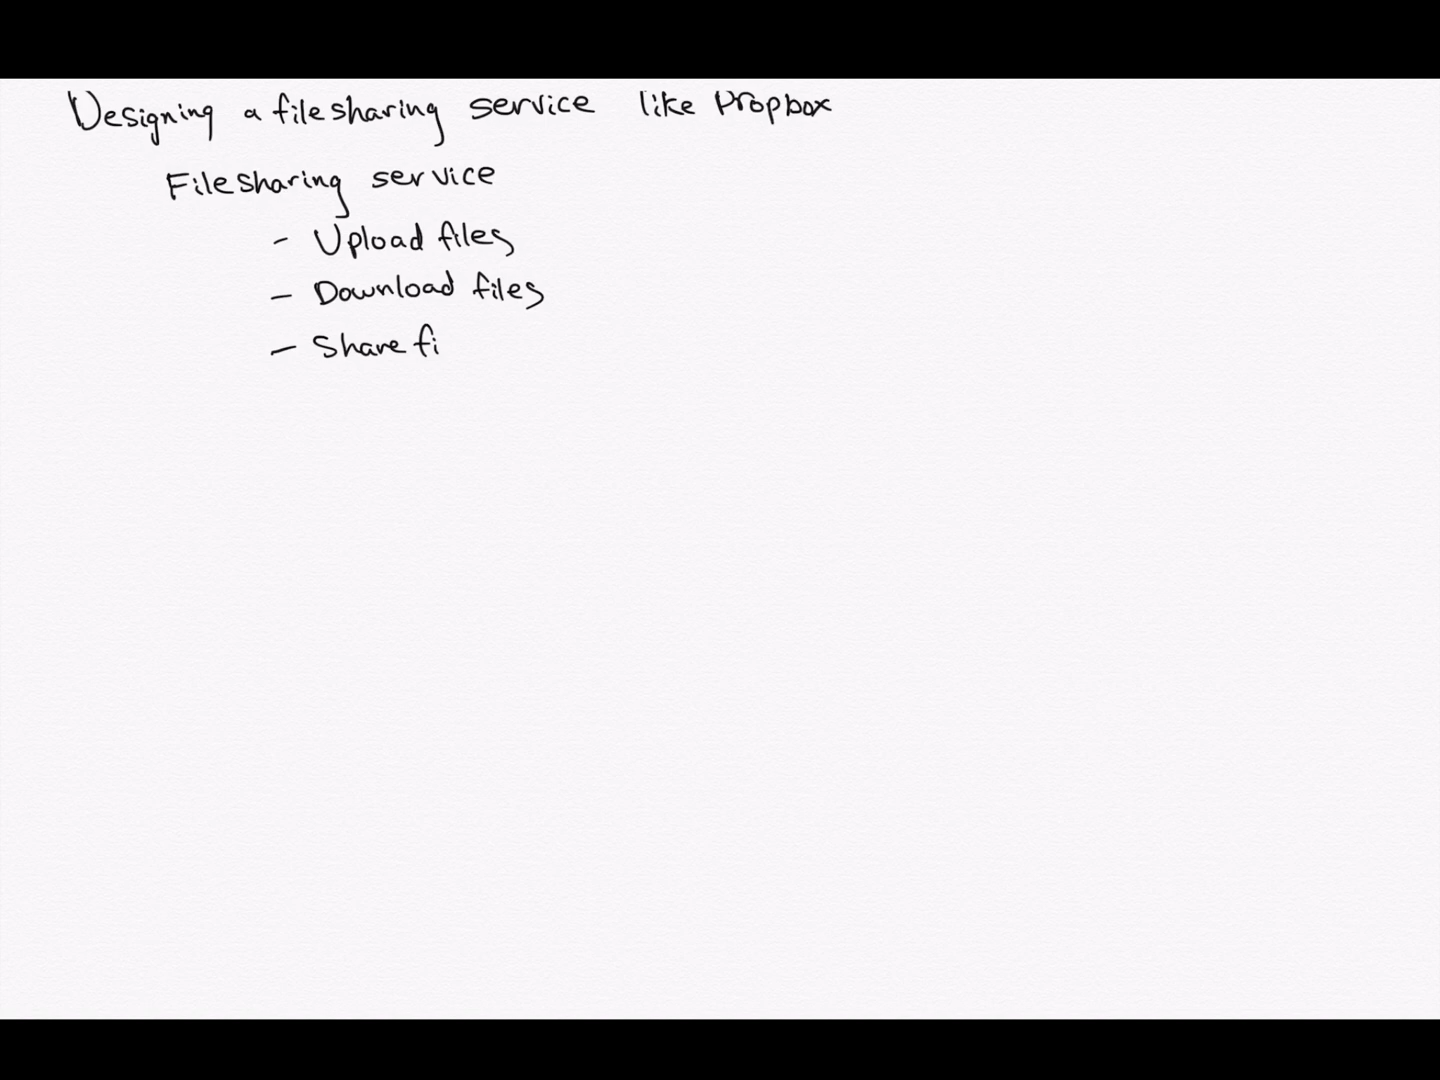 Designing a filesharing service like Dropbox
Filesharing service
- Upload files
- Download files
- Share fi